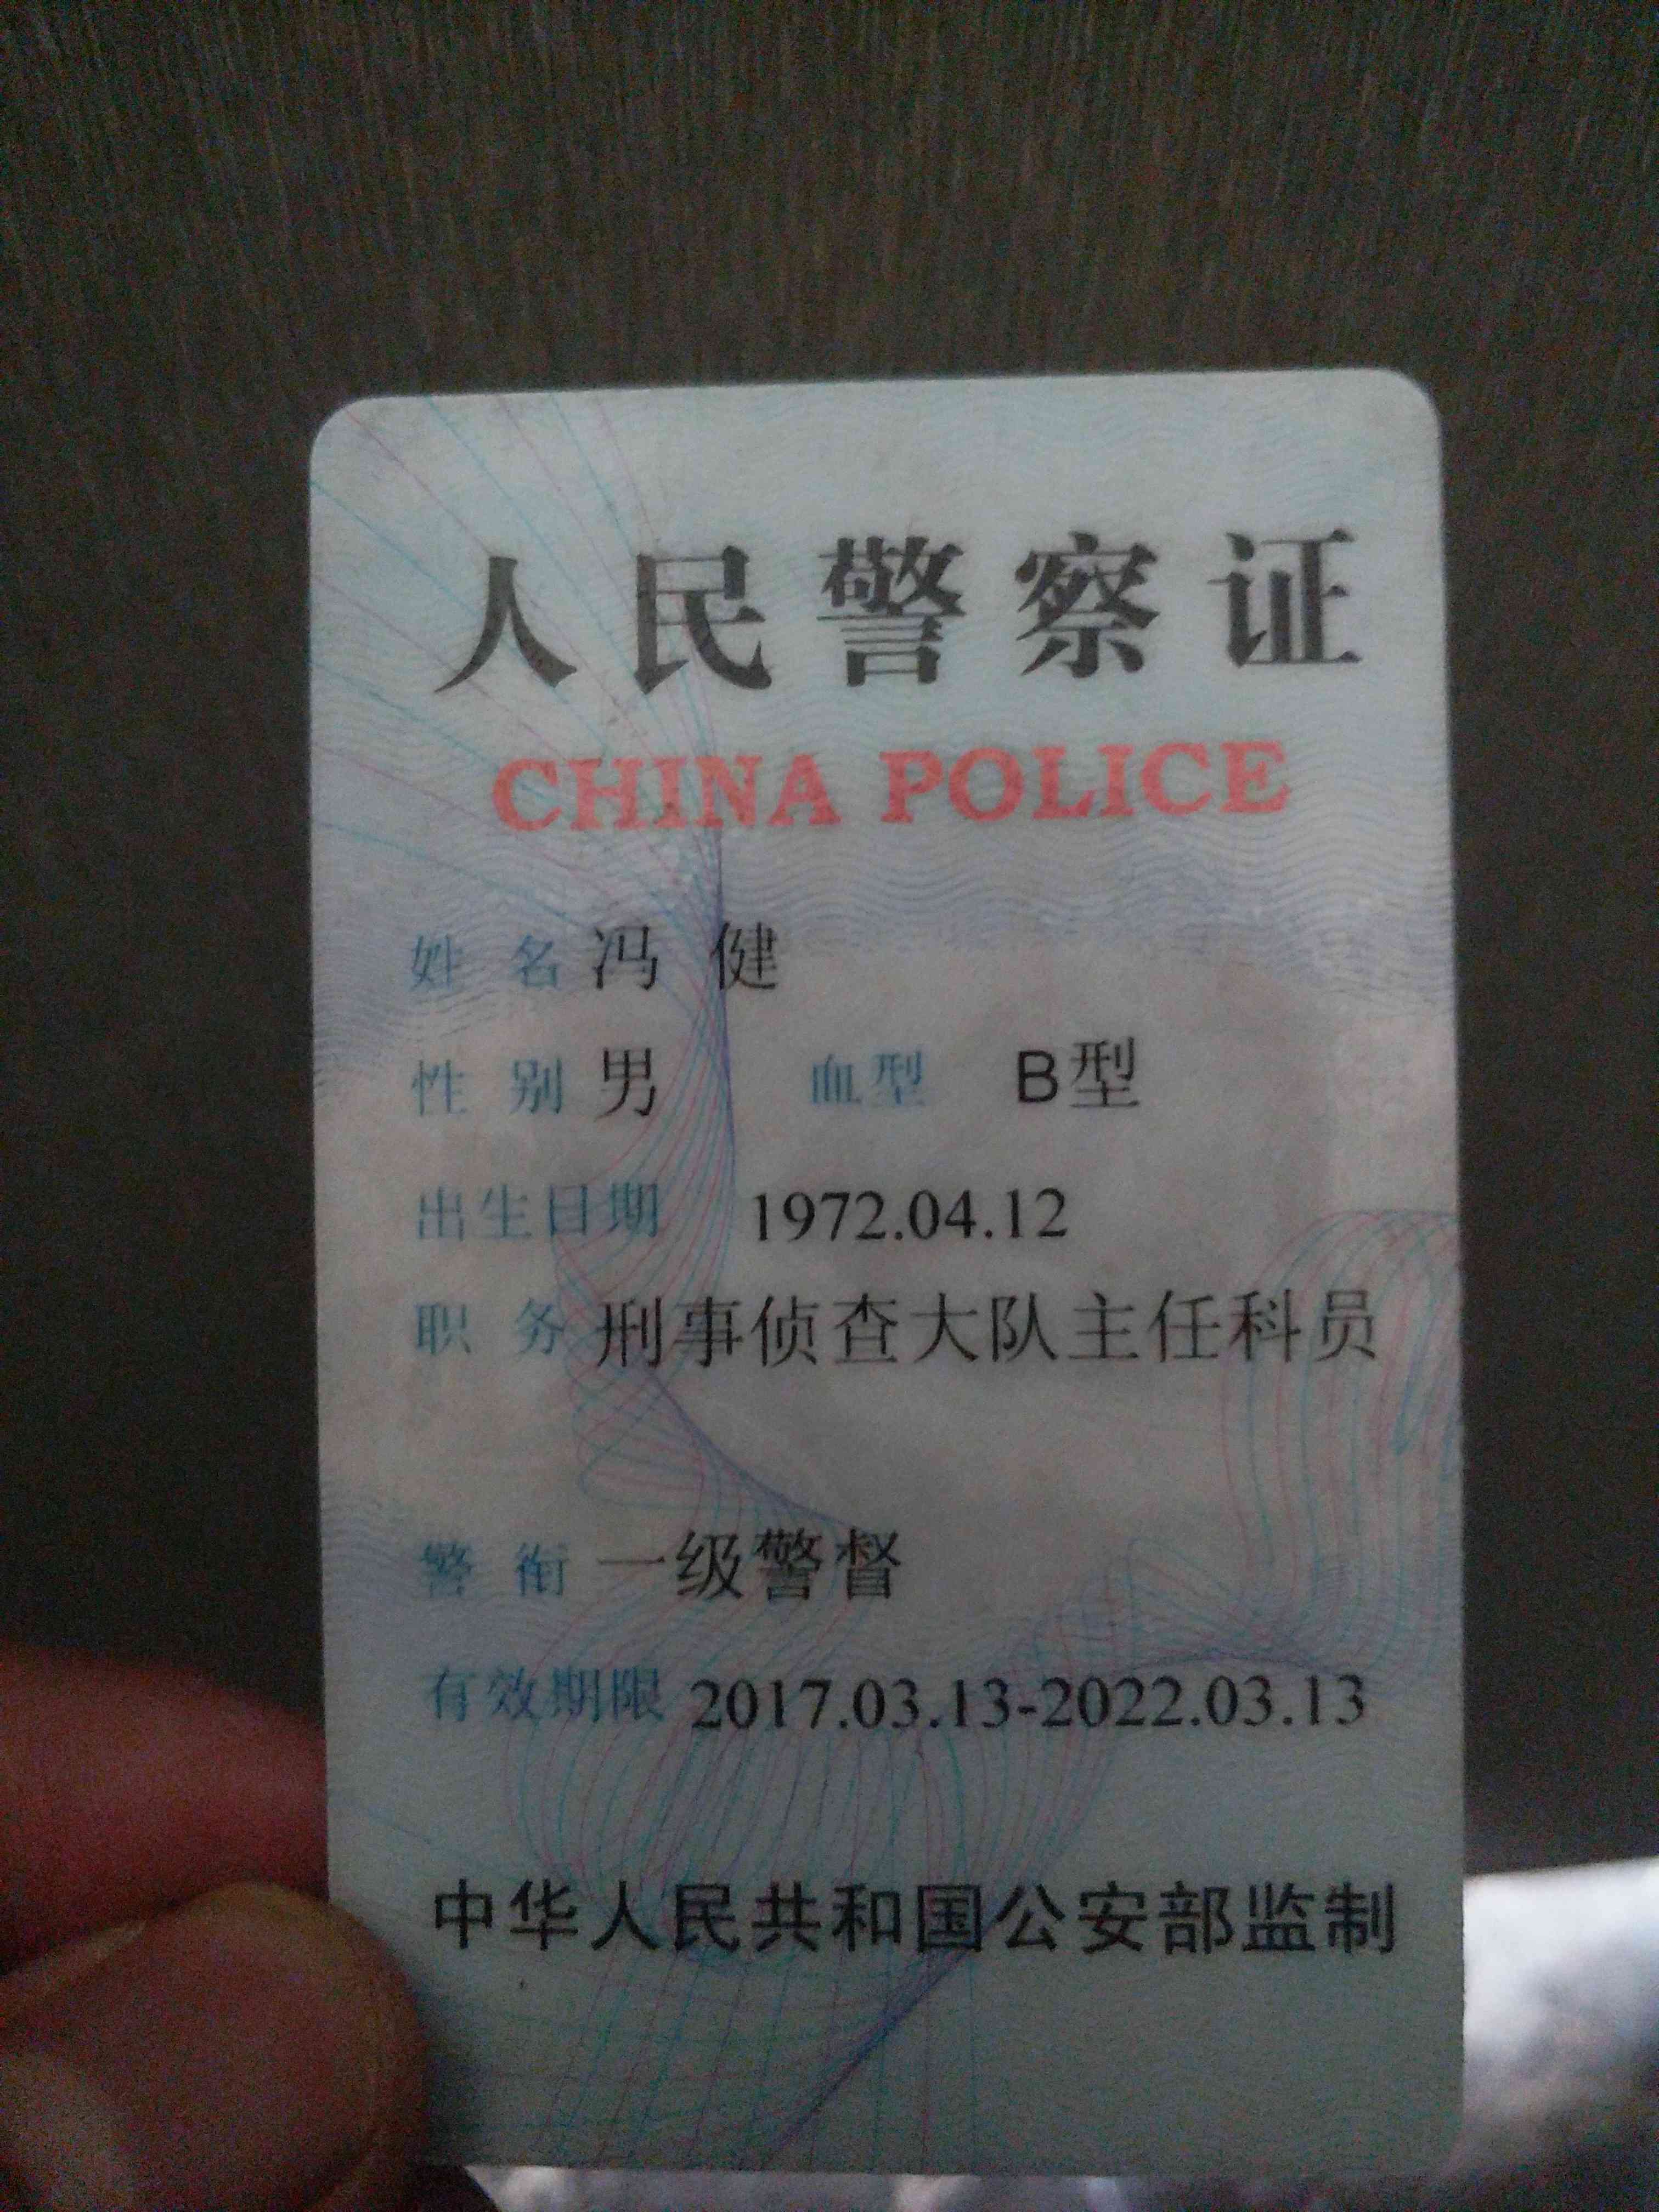 人民警察证
CHINA POLICE
姓名 冯健
性别 男 血型 B型
出生日期 1972.04.12
职务 刑事侦查大队主任科员
警衔 一级警督
有效期限 2017.03.13-2022.03.13
中华人民共和国公安部监制